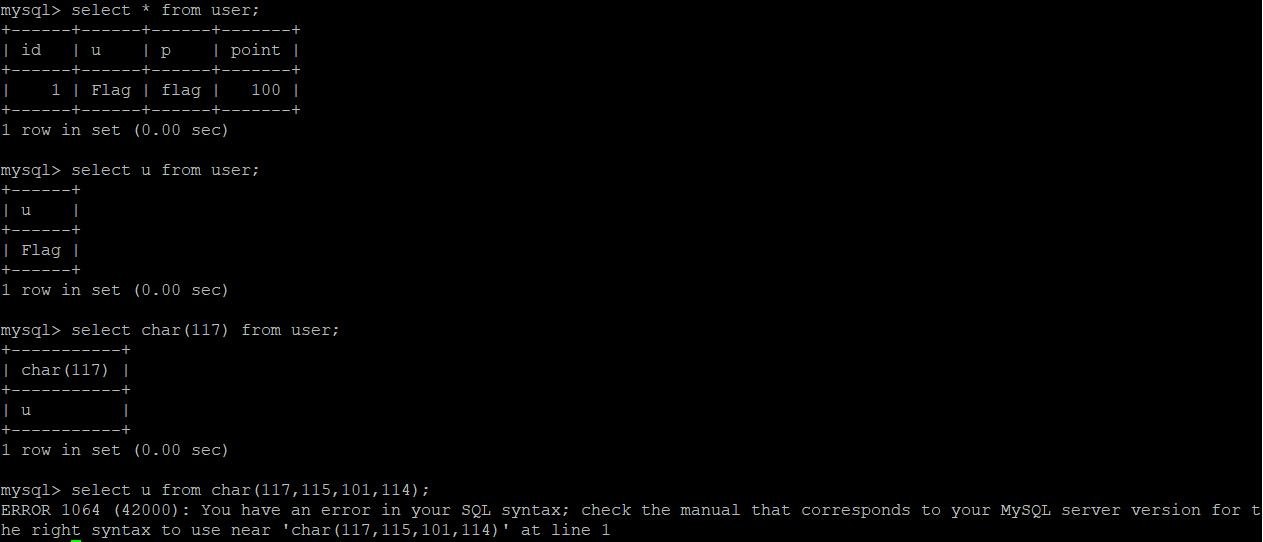 mysql> select * from user;
+------+------+------+-------+
| id   | u    | p    | point |
+------+------+------+-------+
|    1 | Flag | flag |   100 |
+------+------+------+-------+
1 row in set (0.00 sec)
mysql> select u from user;
+------+
| u    |
+------+
| Flag |
+------+
1 row in set (0.00 sec)
mysql> select char(117) from user;
+-----------+
| char(117) |
+-----------+
| u         |
+-----------+
1 row in set (0.00 sec)
mysql> select u from char(117,115,101,114);
ERROR 1064 (42000): You have an error in your SQL syntax; check the manual that corresponds to your MySQL server version for t
he right syntax to use near 'char(117,115,101,114)' at line 1